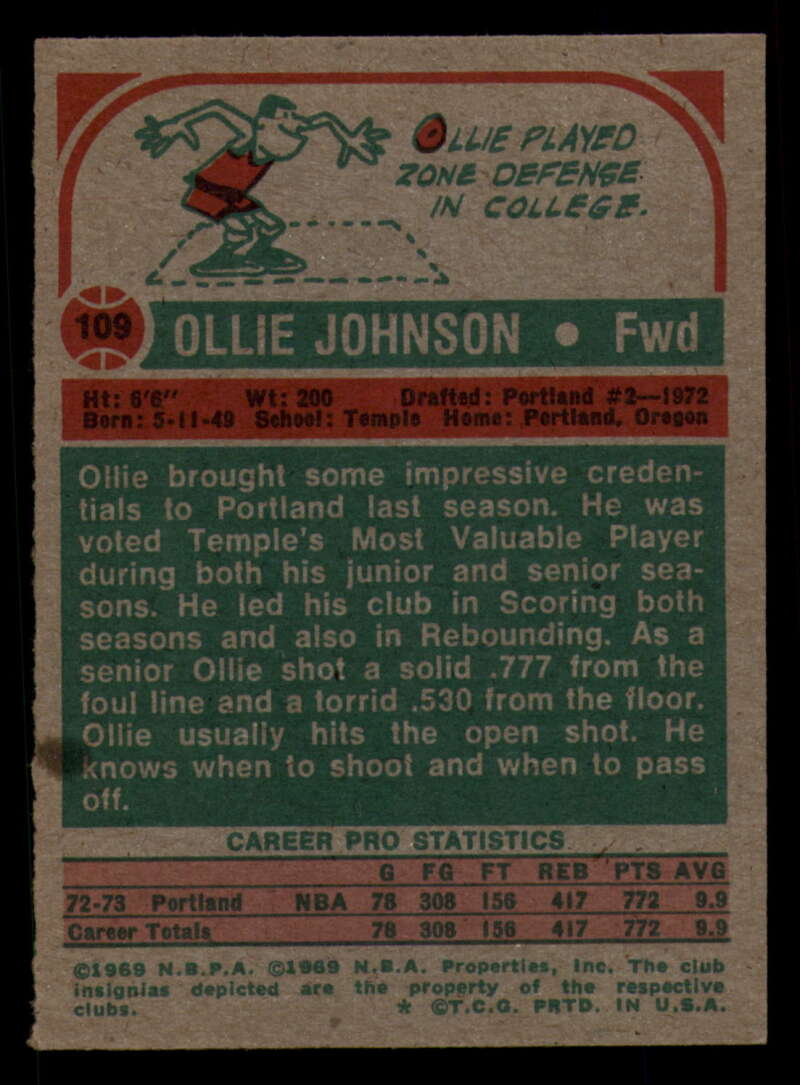 OLLIE PLAYED
ZONE DEFENSE
IN COLLEGE.
109 OLLIE JOHNSON • Fwd
Ht: 6'6" Wt: 200 Drafted: Portland #2—1972
Born: 5-11-49 School: Temple Home: Portland, Oregon
Ollie brought some impressive creden-
tials to Portland last season. He was
voted Temple's Most Valuable Player
during both his junior and senior sea-
sons. He led his club in Scoring both
seasons and also in Rebounding. As a
senior Ollie shot a solid .777 from the
foul line and a torrid .530 from the floor.
Ollie usually hits the open shot. He
knows when to shoot and when to pass
off.
CAREER PRO STATISTICS
G FG FT REB PTS AVG
72-73 Portland NBA 78 308 156 417 772 9.9
Career Totals 78 308 156 417 772 9.9
©1969 N.B.P.A. ©1969 N.B.A. Properties, Inc. The club
insignias depicted are the property of the respective
clubs. * ©T.C.G. PRTD. IN U.S.A.